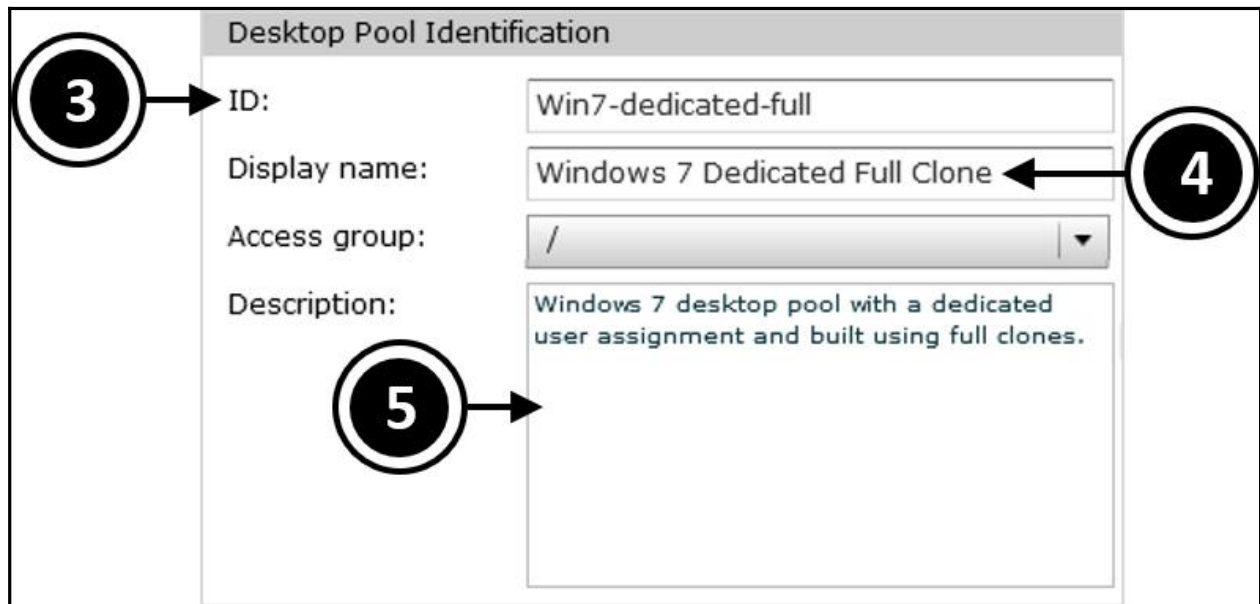 Desktop Pool Identification
3
ID:
Win7-dedicated-full
Display name:
Windows 7 Dedicated Full Clone
4
Access group:
/
Description:
Windows 7 desktop pool with a dedicated
user assignment and built using full clones.
5